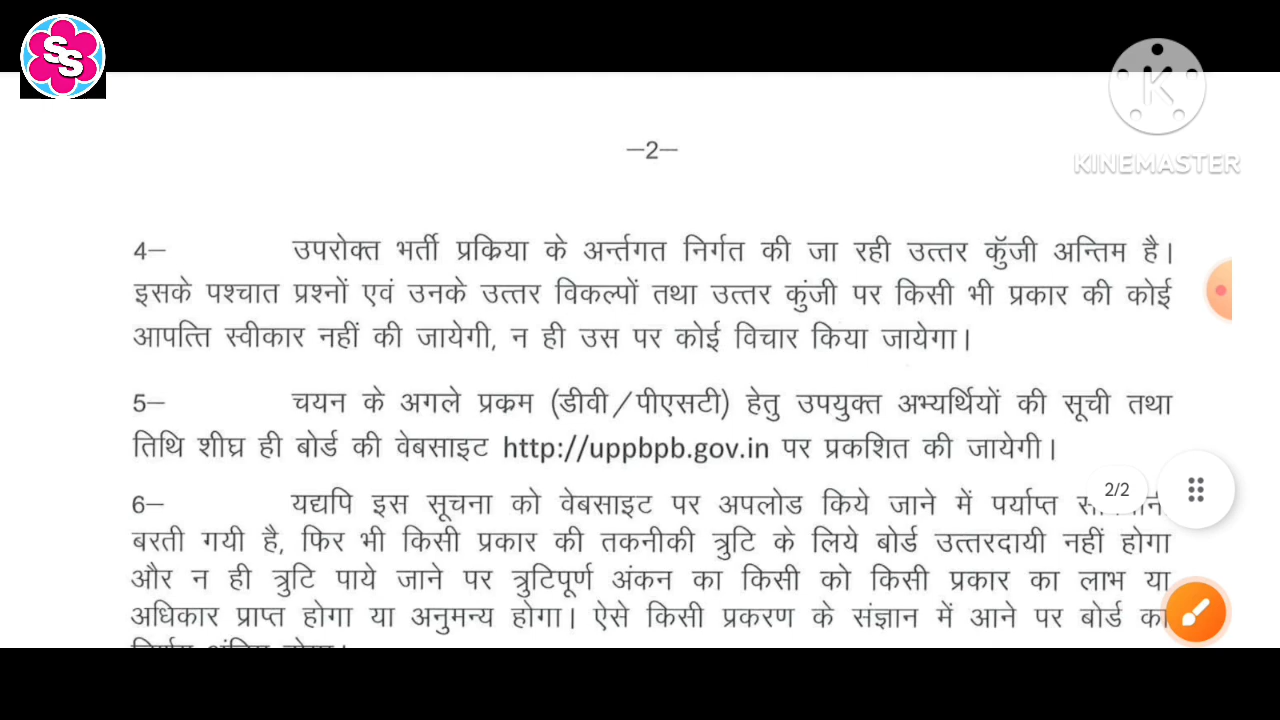 SS
K
KINEMASTER
—2—
4— उपरोक्त भर्ती प्रक्रिया के अर्न्तगत निर्गत की जा रही उत्तर कुॅंजी अन्तिम है।
इसके पश्चात प्रश्नों एवं उनके उत्तर विकल्पों तथा उत्तर कुंजी पर किसी भी प्रकार की कोई
आपत्ति स्वीकार नहीं की जायेगी, न ही उस पर कोई विचार किया जायेगा।
5— चयन के अगले प्रक्रम (डीवी/पीएसटी) हेतु उपयुक्त अभ्यर्थियों की सूची तथा
तिथि शीघ्र ही बोर्ड की वेबसाइट http://uppbpb.gov.in पर प्रकशित की जायेगी।
2/2
6— यद्यपि इस सूचना को वेबसाइट पर अपलोड किये जाने में पर्याप्त
बरती गयी है, फिर भी किसी प्रकार की तकनीकी त्रुटि के लिये बोर्ड उत्तरदायी नहीं होगा
और न ही त्रुटि पाये जाने पर त्रुटिपूर्ण अंकन का किसी को किसी प्रकार का लाभ या
अधिकार प्राप्त होगा या अनुमन्य होगा। ऐसे किसी प्रकरण के संज्ञान में आने पर बोर्ड का